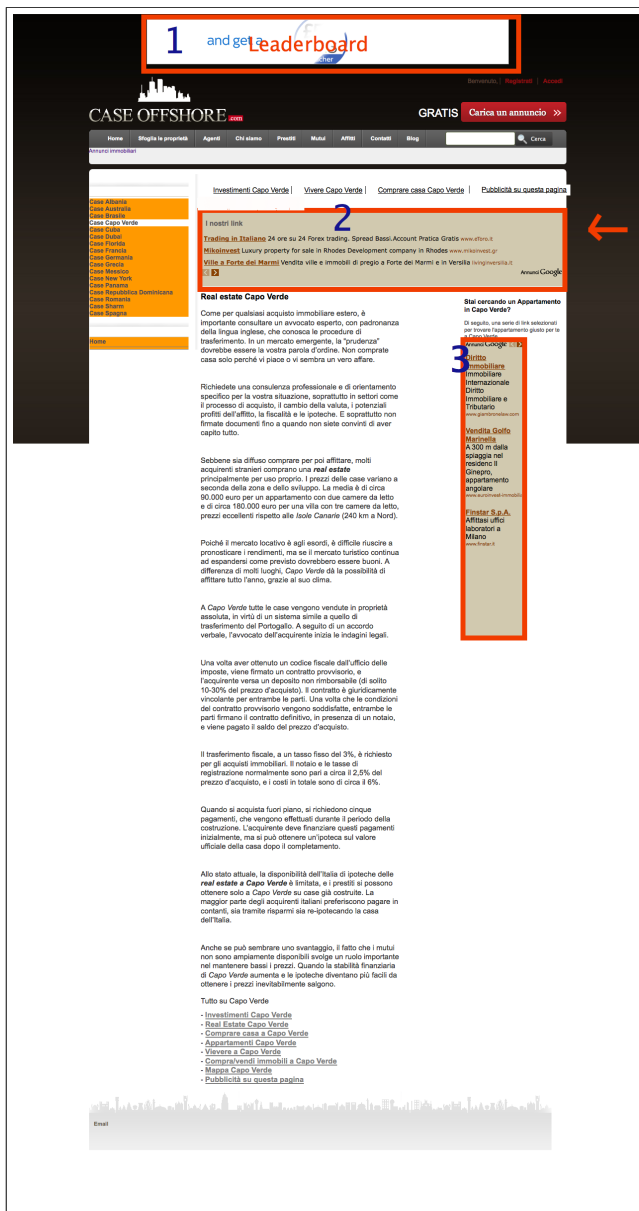 1
and get a
Leaderboard
cher
Benvenuto, | Registrati | Accedi
CASE OFFSHORE.com
GRATIS Carica un annuncio »
Home Sfoglia le proprietà Agenti Chi siamo Prestiti Mutui Affitti Contatti Blog Cerca
Annunci immobiliari
Investimenti Capo Verde | Vivere Capo Verde | Comprare casa Capo Verde | Pubblicità su questa pagina
Case Albania
Case Australia
Case Brasile
Case Capo Verde
Case Cuba
Case Dubai
Case Florida
Case Francia
Case Germania
Case Grecia
Case Messico
Case New York
Case Panama
Case Repubblica Dominicana
Case Romania
Case Sharm
Case Spagna
Home
2
I nostri link
Trading in Italiano 24 ore su 24 Forex trading. Spread Bassi.Account Pratica Gratis www.eforo.it
Mikoinvest Luxury property for sale in Rhodes Development company in Rhodes www.mikoinvest.gr
Ville a Forte dei Marmi Vendita ville e immobili di pregio a Forte dei Marmi e in Versilia livinginversilia.it
Annunci Google
Real estate Capo Verde
Come per qualsiasi acquisto immobiliare estero, è
importante consultare un avvocato esperto, con padronanza
della lingua inglese, che conosca le procedure di
trasferimento. In un mercato emergente, la "prudenza"
dovrebbe essere la vostra parola d'ordine. Non comprate
casa solo perché vi piace o vi sembra un vero affare.
Richiedete una consulenza professionale e di orientamento
specifico per la vostra situazione, soprattutto in settori come
il processo di acquisto, il cambio della valuta, i potenziali
profitti dell'affitto, la fiscalità e le ipoteche. E soprattutto non
firmate documenti fino a quando non siete convinti di aver
capito tutto.
Sebbene sia diffuso comprare per poi affittare, molti
acquirenti stranieri comprano una real estate
principalmente per uso proprio. I prezzi delle case variano a
seconda della zona e dello sviluppo. La media è di circa
90.000 euro per un appartamento con due camere da letto
e di circa 180.000 euro per una villa con tre camere da letto,
prezzi eccellenti rispetto alle Isole Canarie (240 km a Nord).
Poiché il mercato locativo è agli esordi, è difficile riuscire a
pronosticare i rendimenti, ma se il mercato turistico continua
ad espandersi come previsto dovrebbero essere buoni. A
differenza di molti luoghi, Capo Verde dà la possibilità di
affittare tutto l'anno, grazie al suo clima.
A Capo Verde tutte le case vengono vendute in proprietà
assoluta, in virtù di un sistema simile a quello di
trasferimento del Portogallo. A seguito di un accordo
verbale, l'avvocato dell'acquirente inizia le indagini legali.
Una volta aver ottenuto un codice fiscale dall'ufficio delle
imposte, viene firmato un contratto provvisorio, e
l'acquirente versa un deposito non rimborsabile (di solito
10-30% del prezzo d'acquisto). Il contratto è giuridicamente
vincolante per entrambe le parti. Una volta che le condizioni
del contratto provvisorio vengono soddisfatte, entrambe le
parti firmano il contratto definitivo, in presenza di un notaio,
e viene pagato il saldo del prezzo d'acquisto.
Il trasferimento fiscale, a un tasso fisso del 3%, è richiesto
per gli acquisti immobiliari. Il notaio e le tasse di
registrazione normalmente sono pari a circa il 2,5% del
prezzo d'acquisto, e i costi in totale sono di circa il 6%.
Quando si acquista fuori piano, si richiedono cinque
pagamenti, che vengono effettuati durante il periodo della
costruzione. L'acquirente deve finanziare questi pagamenti
inizialmente, ma si può ottenere un'ipoteca sul valore
ufficiale della casa dopo il completamento.
Allo stato attuale, la disponibilità dell'Italia di ipoteche delle
real estate a Capo Verde è limitata, e i prestiti si possono
ottenere solo a Capo Verde su case già costruite. La
maggior parte degli acquirenti italiani preferiscono pagare in
contanti, sia tramite risparmi sia re-ipotecando la casa
dell'Italia.
Anche se può sembrare uno svantaggio, il fatto che i mutui
non sono ampiamente disponibili svolge un ruolo importante
nel mantenere bassi i prezzi. Quando la stabilità finanziaria
di Capo Verde aumenta e le ipoteche diventano più facili da
ottenere i prezzi inevitabilmente salgono.
Tutto su Capo Verde
- Investimenti Capo Verde
- Real Estate Capo Verde
- Comprare casa a Capo Verde
- Appartamenti Capo Verde
- Vievere a Capo Verde
- Compra/vendi immobili a Capo Verde
- Mappa Capo Verde
- Pubblicità su questa pagina
Stai cercando un Appartamento
in Capo Verde?
Di seguito, una serie di link selezionati
per trovare l'appartamento giusto per te
a Capo Verde
Annunci Google
3
Diritto
Immobiliare
Immobiliare
Internazionale
Diritto
Immobiliare e
Tributario
www.giambronelaw.com
Vendita Golfo
Marinella
A 300 m dalla
spiaggia nel
residenc Il
Ginepro,
appartamento
angolare
www.euroinvest-immobilia
Finstar S.p.A.
Affittasi uffici
laboratori a
Milano
www.finstar.it
Email